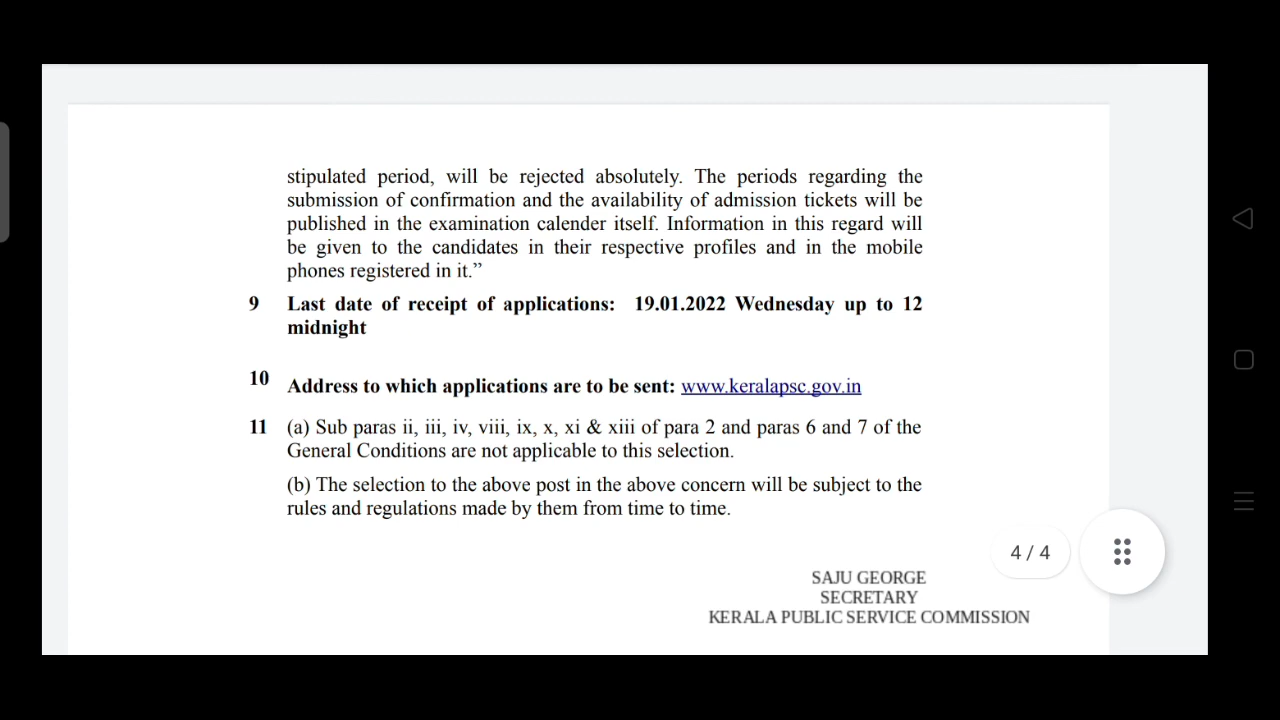 stipulated period, will be rejected absolutely. The periods regarding the
submission of confirmation and the availability of admission tickets will be
published in the examination calender itself. Information in this regard will
be given to the candidates in their respective profiles and in the mobile
phones registered in it.”
9 Last date of receipt of applications: 19.01.2022 Wednesday up to 12
midnight
10 Address to which applications are to be sent: www.keralapsc.gov.in
11 (a) Sub paras ii, iii, iv, viii, ix, x, xi & xiii of para 2 and paras 6 and 7 of the
General Conditions are not applicable to this selection.
(b) The selection to the above post in the above concern will be subject to the
rules and regulations made by them from time to time.
4 / 4
SAJU GEORGE
SECRETARY
KERALA PUBLIC SERVICE COMMISSION